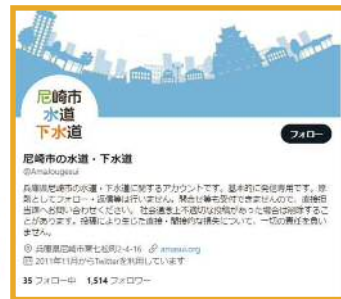 尼崎市
水道
下水道
フォロー
尼崎市の水道・下水道
@AmaJougesui
兵庫県尼崎市の水道・下水道に関するアカウントです。基本的に発信専用です。原
則としてフォロー・返信等は行いません。問合せ等も受付できませんので、直接担
当課へお問い合わせください。 社会通念上不適切な投稿があった場合は削除するこ
とがあります。投稿により生じた直接・間接的な損失について、一切の責任を負い
ません。
兵庫県尼崎市東七松町2-4-16 amasui.org
2011年11月からTwitterを利用しています
35 フォロー中 1,514 フォロワー